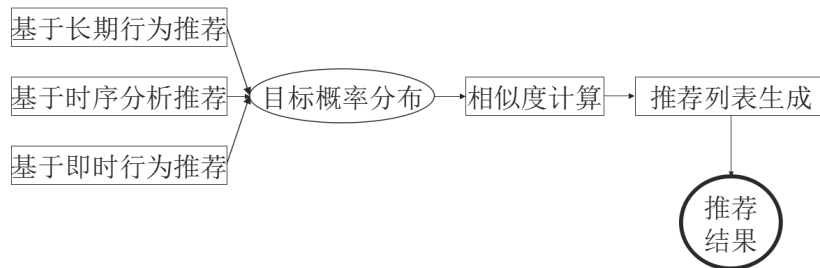 基于长期行为推荐
基于时序分析推荐
基于即时行为推荐
目标概率分布
相似度计算
推荐列表生成
推荐
结果